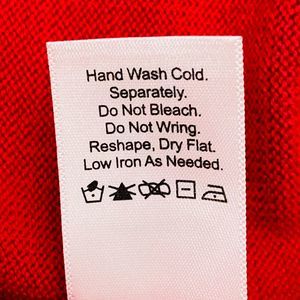 Hand Wash Cold.
Separately.
Do Not Bleach.
Do Not Wring.
Reshape, Dry Flat.
Low Iron As Needed.